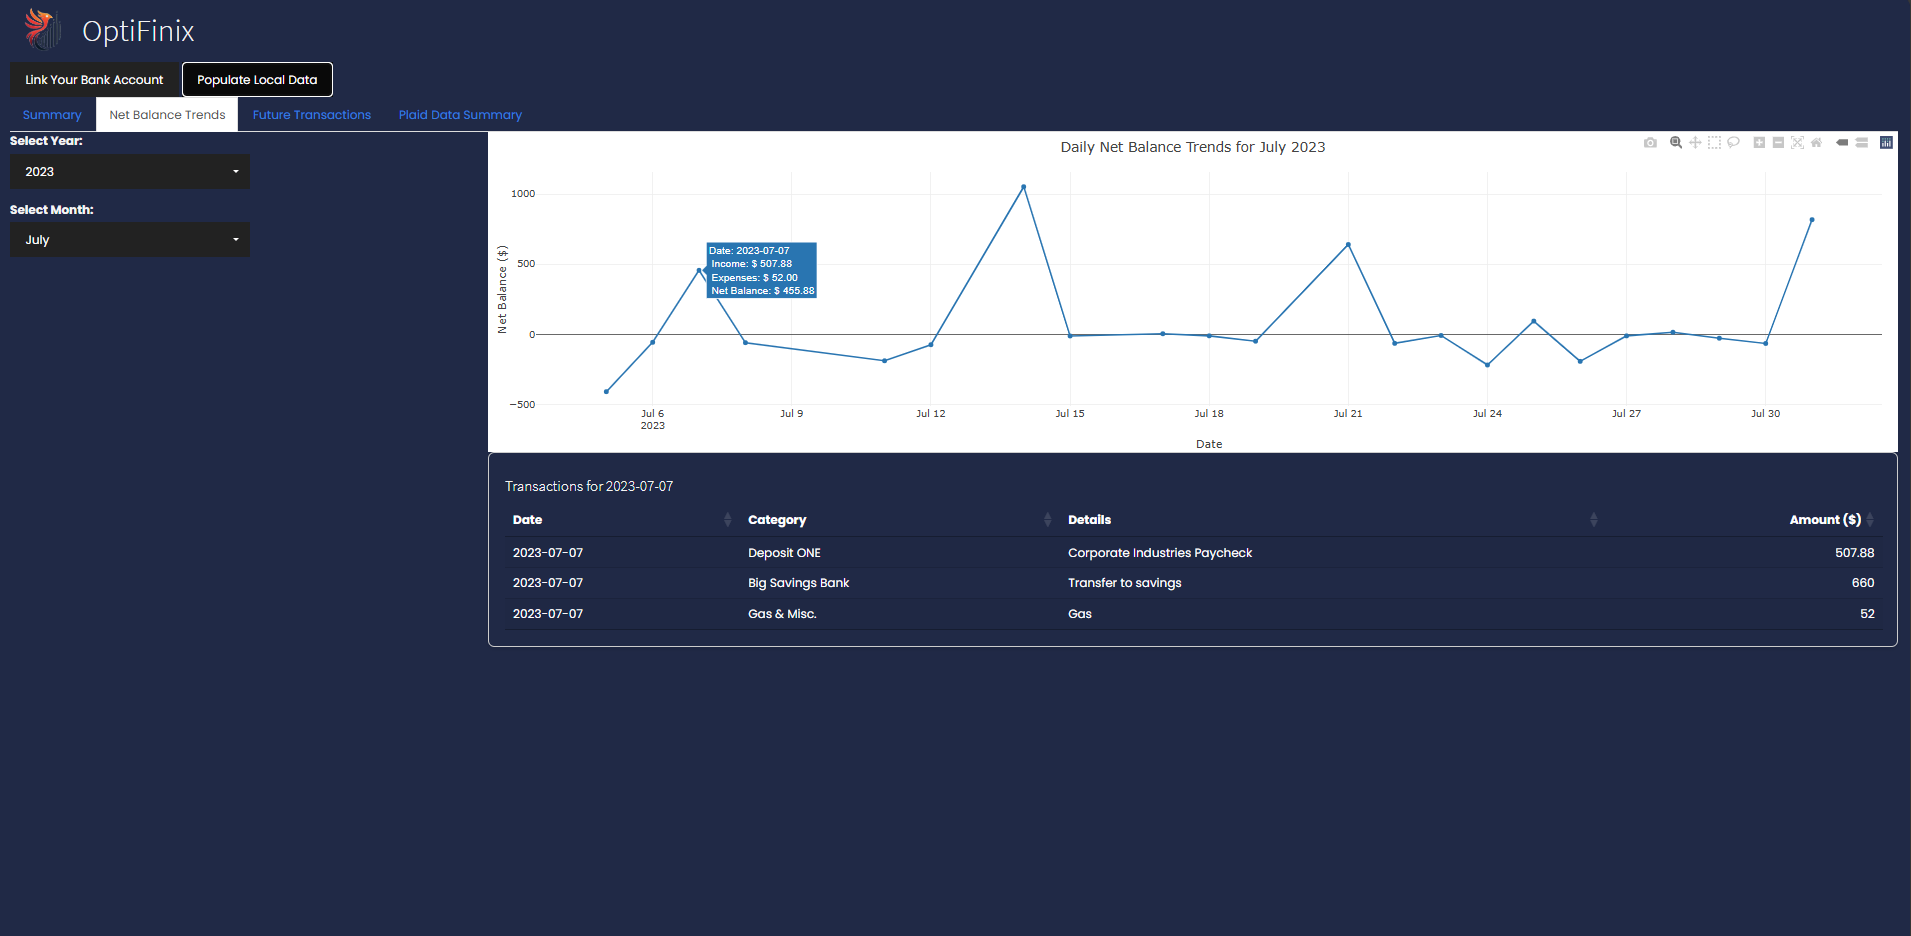 OptiFinix
Link Your Bank Account
Populate Local Data
Summary
Net Balance Trends
Future Transactions
Plaid Data Summary
Select Year:
2023
Select Month:
July
Daily Net Balance Trends for July 2023
Net Balance ($)
1000
500
0
−500
Date: 2023-07-07
Income: $ 507.88
Expenses: $ 52.00
Net Balance: $ 455.88
Jul 6
2023
Jul 9
Jul 12
Jul 15
Jul 18
Jul 21
Jul 24
Jul 27
Jul 30
Date
Transactions for 2023-07-07
Date Category Details Amount ($)
2023-07-07 Deposit ONE Corporate Industries Paycheck 507.88
2023-07-07 Big Savings Bank Transfer to savings 660
2023-07-07 Gas & Misc. Gas 52